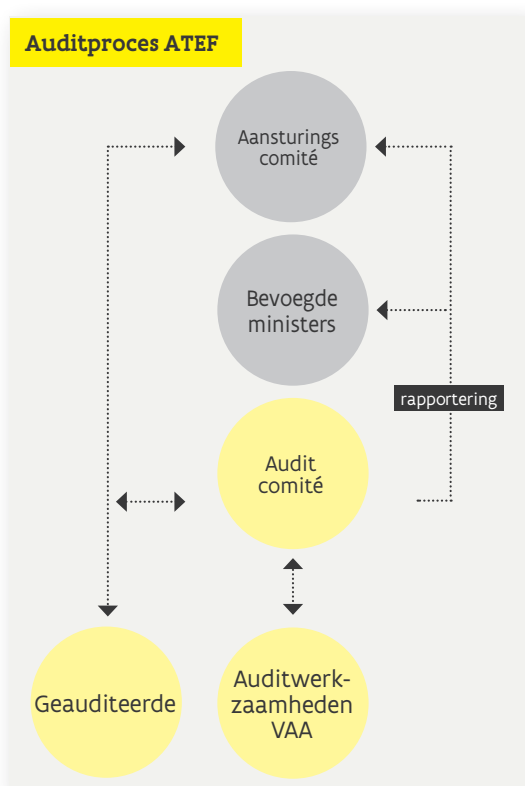 Auditproces ATEF
Aansturings
comité
Bevoegde
ministers
rapportering
Audit
comité
Geauditeerde
Auditwerk-
zaamheden
VAA